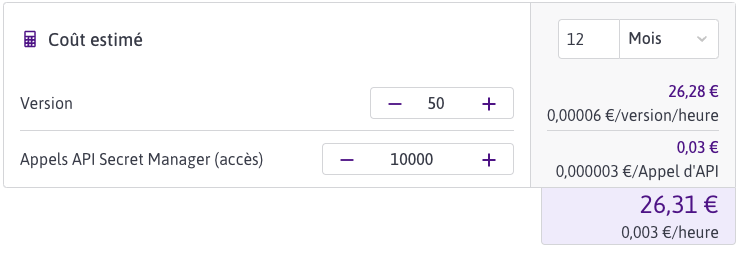 Coût estimé
12 Mois
Version
50
26,28 €
0,00006 €/version/heure
Appels API Secret Manager (accès)
10000
0,03 €
0,000003 €/Appel d'API
26,31 €
0,003 €/heure